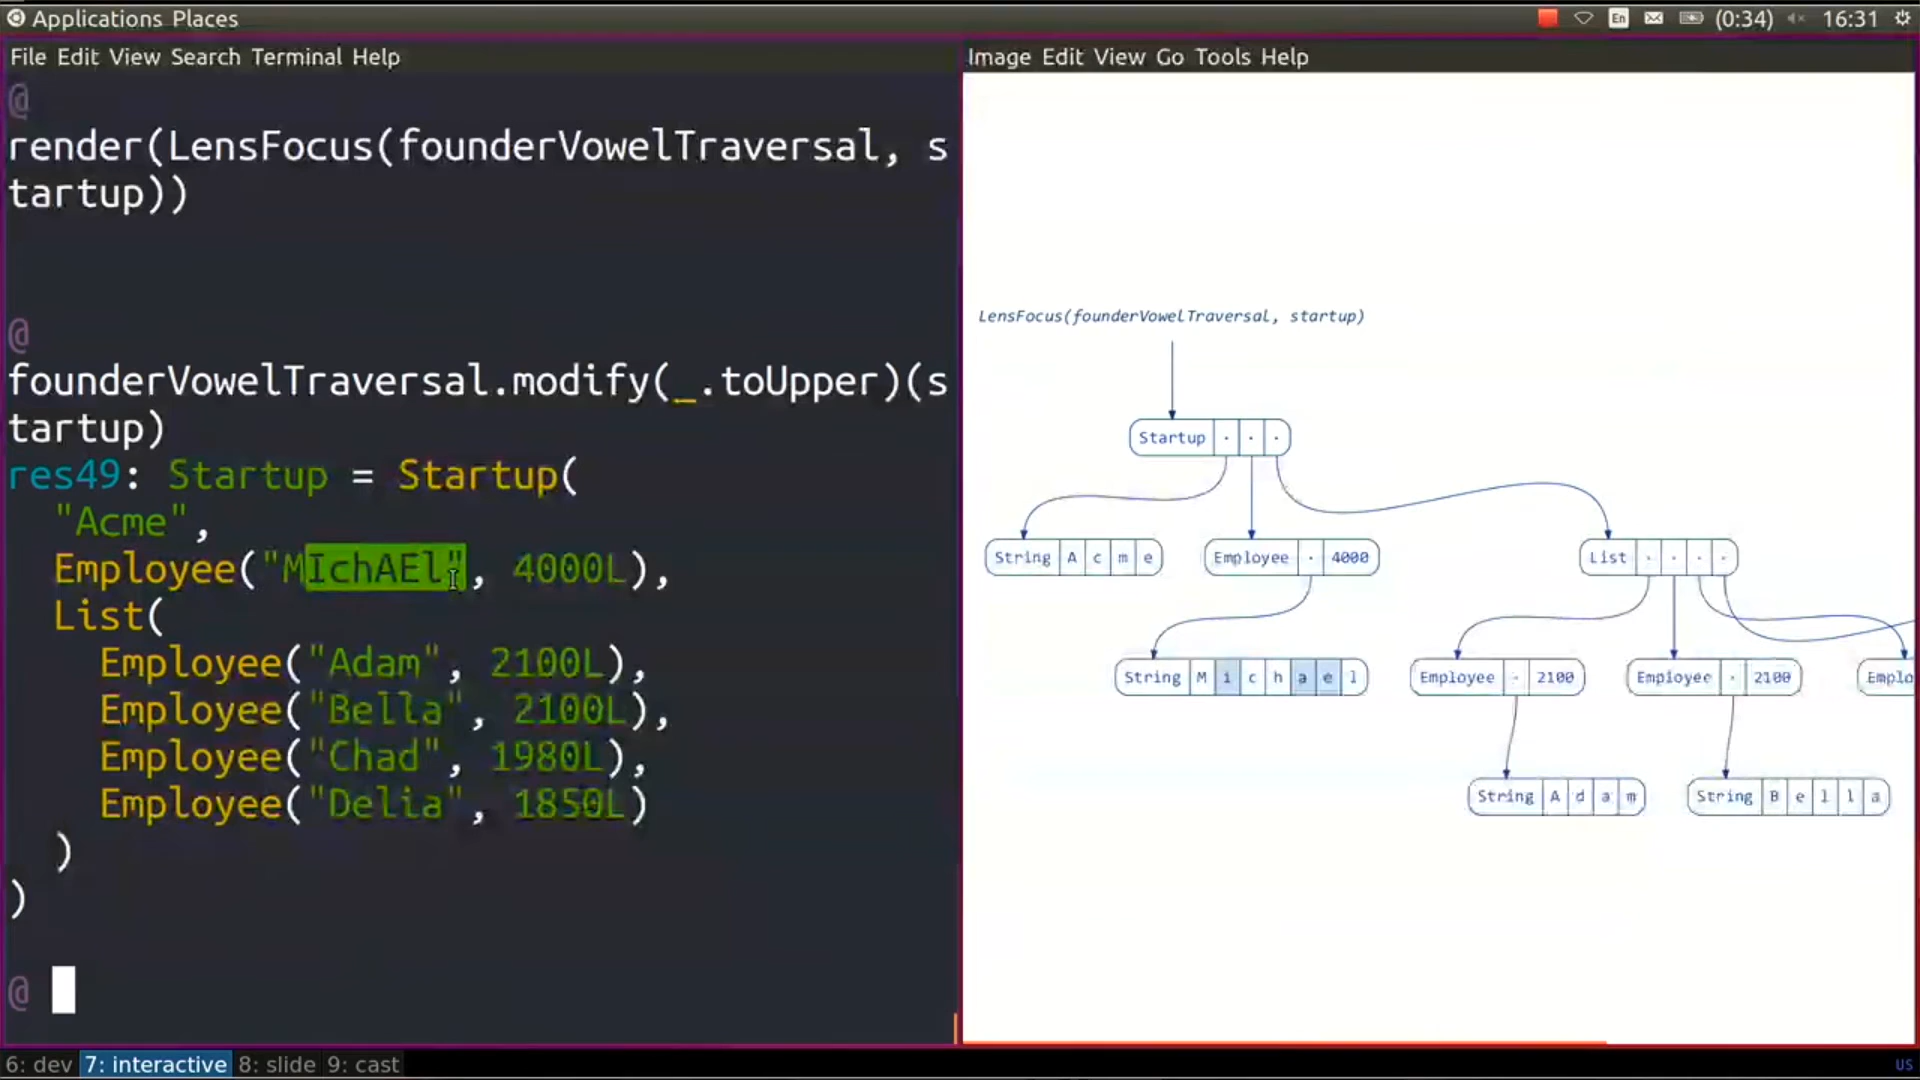 Applications Places
En (0:34) 16:31
File Edit View Search Terminal Help
@
render(LensFocus(founderVowelTraversal, s
tartup))
@
founderVowelTraversal.modify(_.toUpper)(s
tartup)
res49: Startup = Startup(
"Acme",
Employee("MIchAEl", 4000L),
List(
Employee("Adam", 2100L),
Employee("Bella", 2100L),
Employee("Chad", 1980L),
Employee("Delia", 1850L)
)
)
@
Image Edit View Go Tools Help
LensFocus(founderVowelTraversal, startup)
Startup · · ·
String A c m e
Employee · 4000
List · · · ·
String M i c h a e l
Employee · 2100
Employee · 2100
Emplo
String A d a m
String B e l l a
6: dev 7: interactive 8: slide 9: cast
US